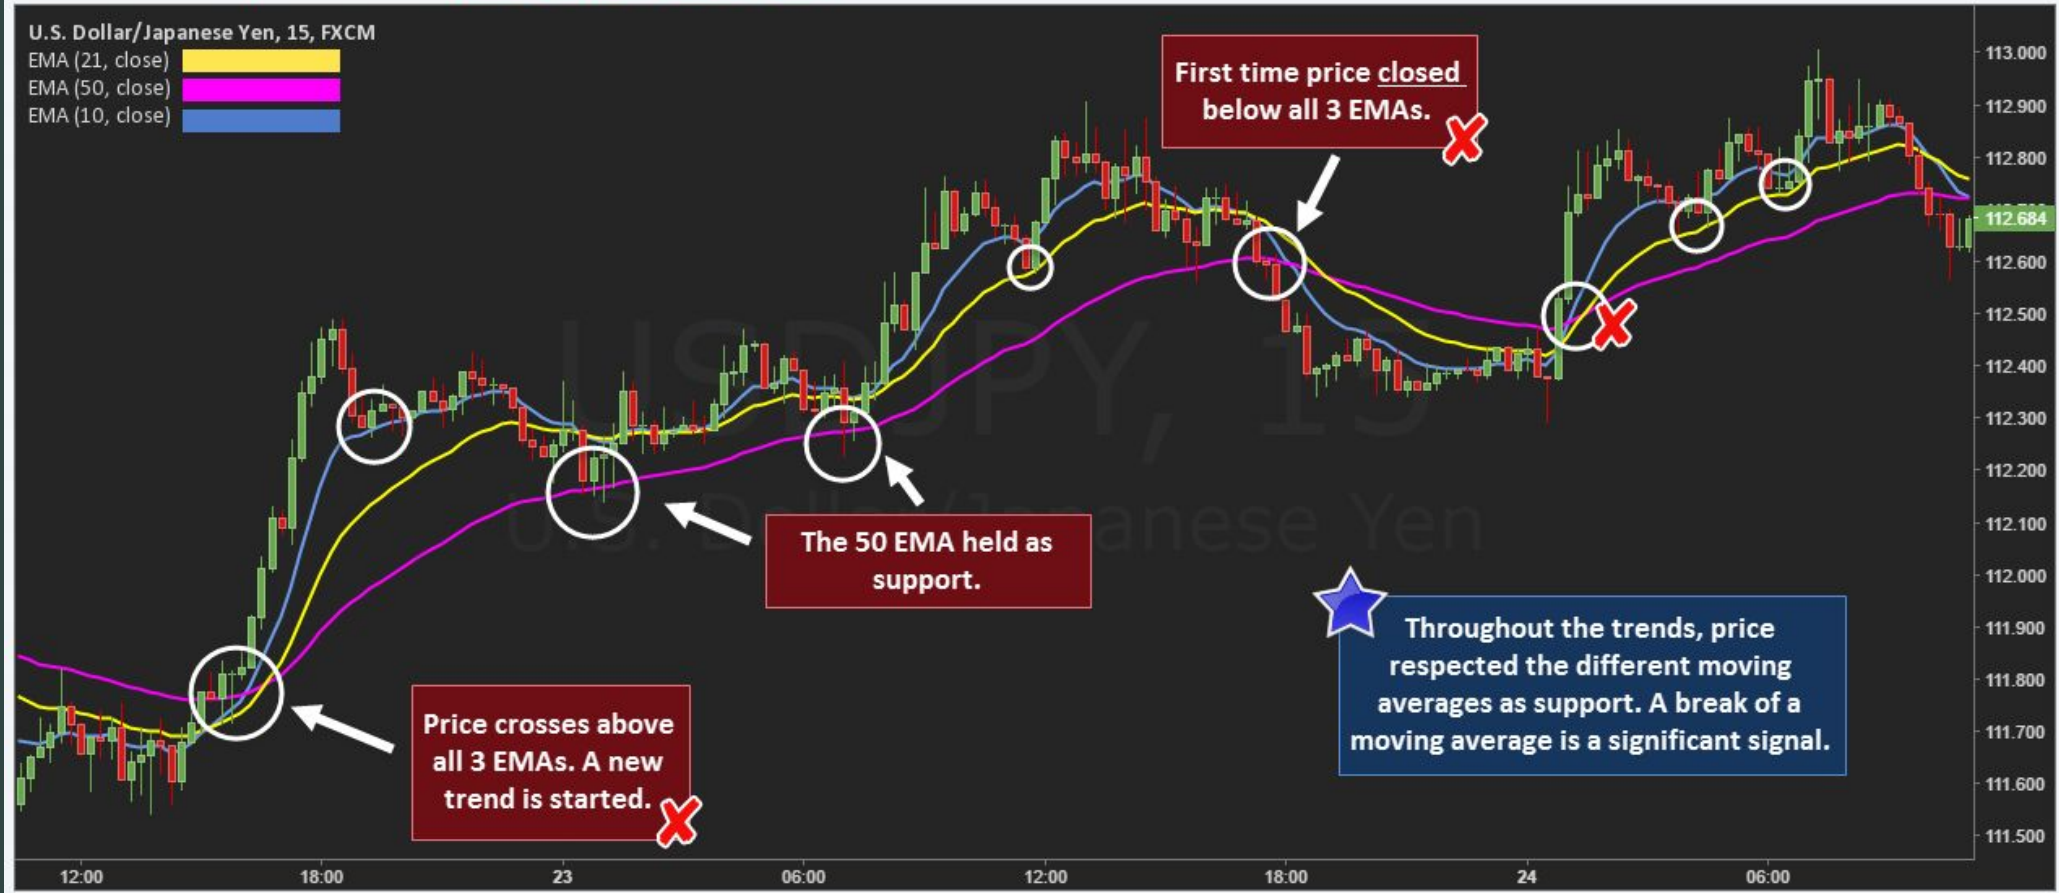 U.S. Dollar/Japanese Yen, 15, FXCM
EMA (21, close)
EMA (50, close)
EMA (10, close)
First time price closed
below all 3 EMAs.
USDJPY, 15
U.S. Dollar/Japanese Yen
The 50 EMA held as
support.
Throughout the trends, price
respected the different moving
averages as support. A break of a
moving average is a significant signal.
Price crosses above
all 3 EMAs. A new
trend is started.
113.000
112.900
112.800
112.684
112.600
112.500
112.400
112.300
112.200
112.100
112.000
111.900
111.800
111.700
111.600
111.500
12:00
18:00
23
06:00
12:00
18:00
24
06:00